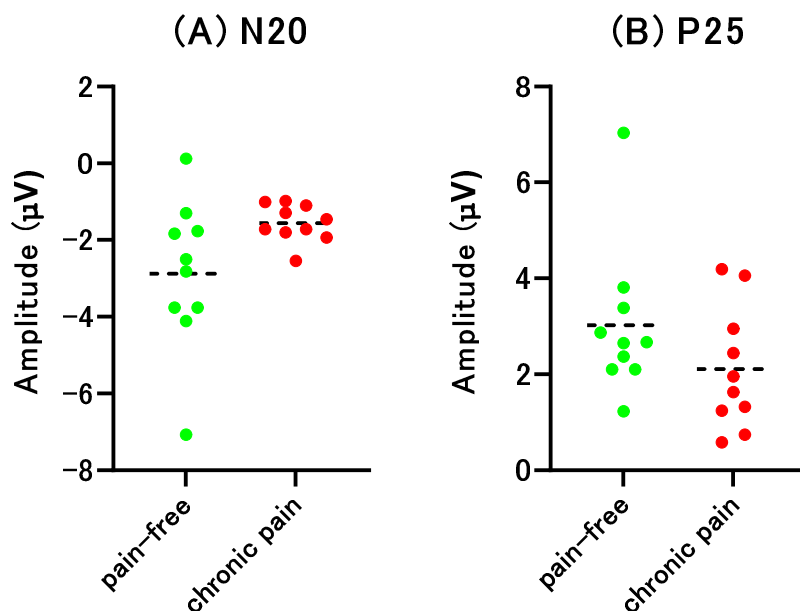 (A) N20
2
0
−2
−4
−6
−8
Amplitude (μV)
pain−free
chronic pain
(B) P25
8
6
4
2
0
Amplitude (μV)
pain−free
chronic pain